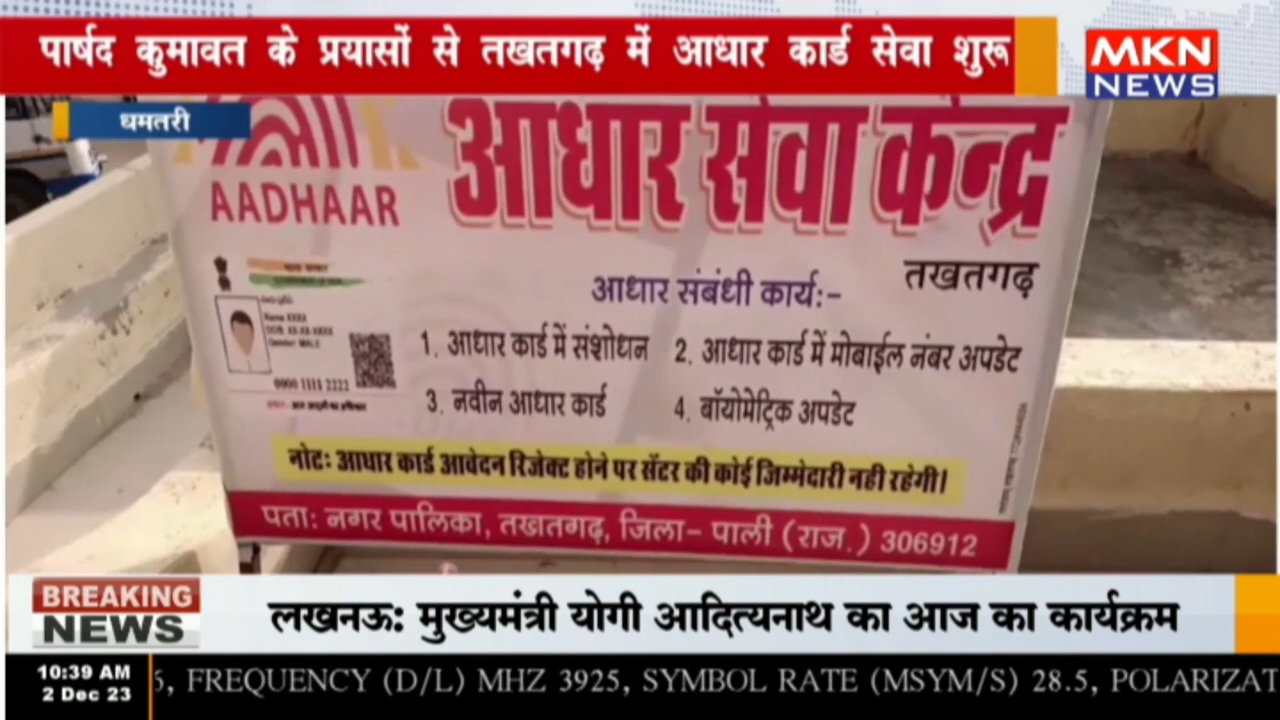 पार्षद कुमावत के प्रयासों से तखतगढ़ में आधार कार्ड सेवा शुरू
MKN
NEWS
धमतरी
AADHAAR
आधार सेवा केन्द्र
तखतगढ़
आधार संबंधी कार्य:-
1. आधार कार्ड में संशोधन 2. आधार कार्ड में मोबाईल नंबर अपडेट
3. नवीन आधार कार्ड 4. बॉयोमेट्रिक अपडेट
0000 1111 2222
नोट: आधार कार्ड आवेदन रिजेक्ट होने पर सेंटर की कोई जिम्मेदारी नही रहेगी।
पता: नगर पालिका, तखतगढ़, जिला- पाली (राज.) 306912
BREAKING
NEWS
लखनऊ: मुख्यमंत्री योगी आदित्यनाथ का आज का कार्यक्रम
10:39 AM
2 Dec 23
, FREQUENCY (D/L) MHZ 3925, SYMBOL RATE (MSYM/S) 28.5, POLARIZAT